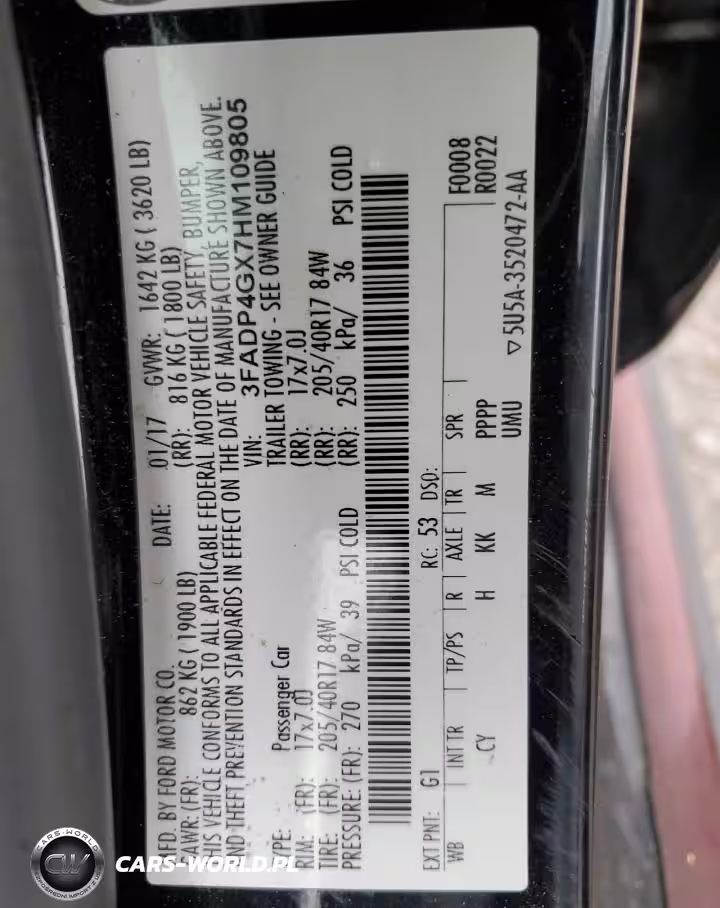 MFD. BY FORD MOTOR CO. DATE: 01/17 GVWR: 1642 KG ( 3620 LB)
GAWR: (FR): 862 KG ( 1900 LB) (RR): 816 KG ( 1800 LB)
THIS VEHICLE CONFORMS TO ALL APPLICABLE FEDERAL MOTOR VEHICLE SAFETY, BUMPER,
AND THEFT PREVENTION STANDARDS IN EFFECT ON THE DATE OF MANUFACTURE SHOWN ABOVE.
VIN: 3FADP4GX7HM109805
TYPE: Passenger Car TRAILER TOWING - SEE OWNER GUIDE
RIM: (FR): 17x7.0J (RR): 17x7.0J
TIRE: (FR): 205/40R17 84W (RR): 205/40R17 84W
PRESSURE: (FR): 270 kPa/ 39 PSI COLD (RR): 250 kPa/ 36 PSI COLD
EXT PNT: G1 RC: 53 DSO: F0008
R0022
WB INT TR TP/PS R AXLE TR SPR
CY H KK M PPPP
UMU
▽5U5A-3520472-AA
CARS-WORLD
CW
CARS-WORLD.PL